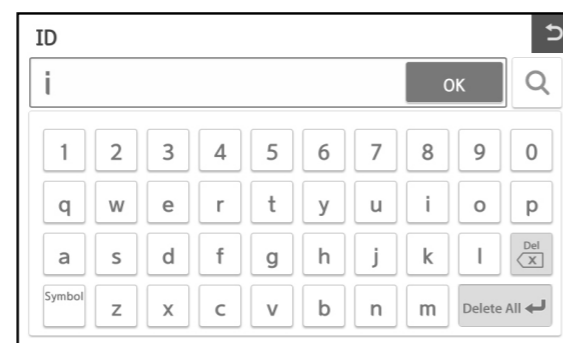 ID
i OK
1 2 3 4 5 6 7 8 9 0
q w e r t y u i o p
a s d f g h j k l Del
Symbol z x c v b n m Delete All